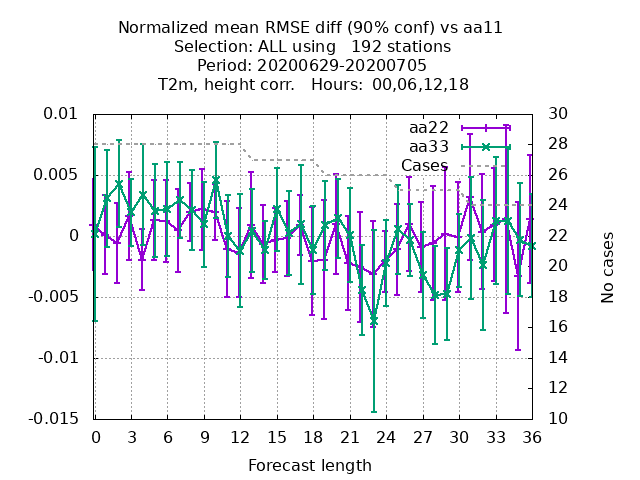 Normalized mean RMSE diff (90% conf) vs aa11
Selection: ALL using   192 stations
Period: 20200629-20200705
T2m, height corr.   Hours:  00,06,12,18
0.01
0.005
0
-0.005
-0.01
-0.015
aa22
aa33
Cases
30
28
26
24
22
20
18
16
14
12
10
No cases
0 3 6 9 12 15 18 21 24 27 30 33 36
Forecast length